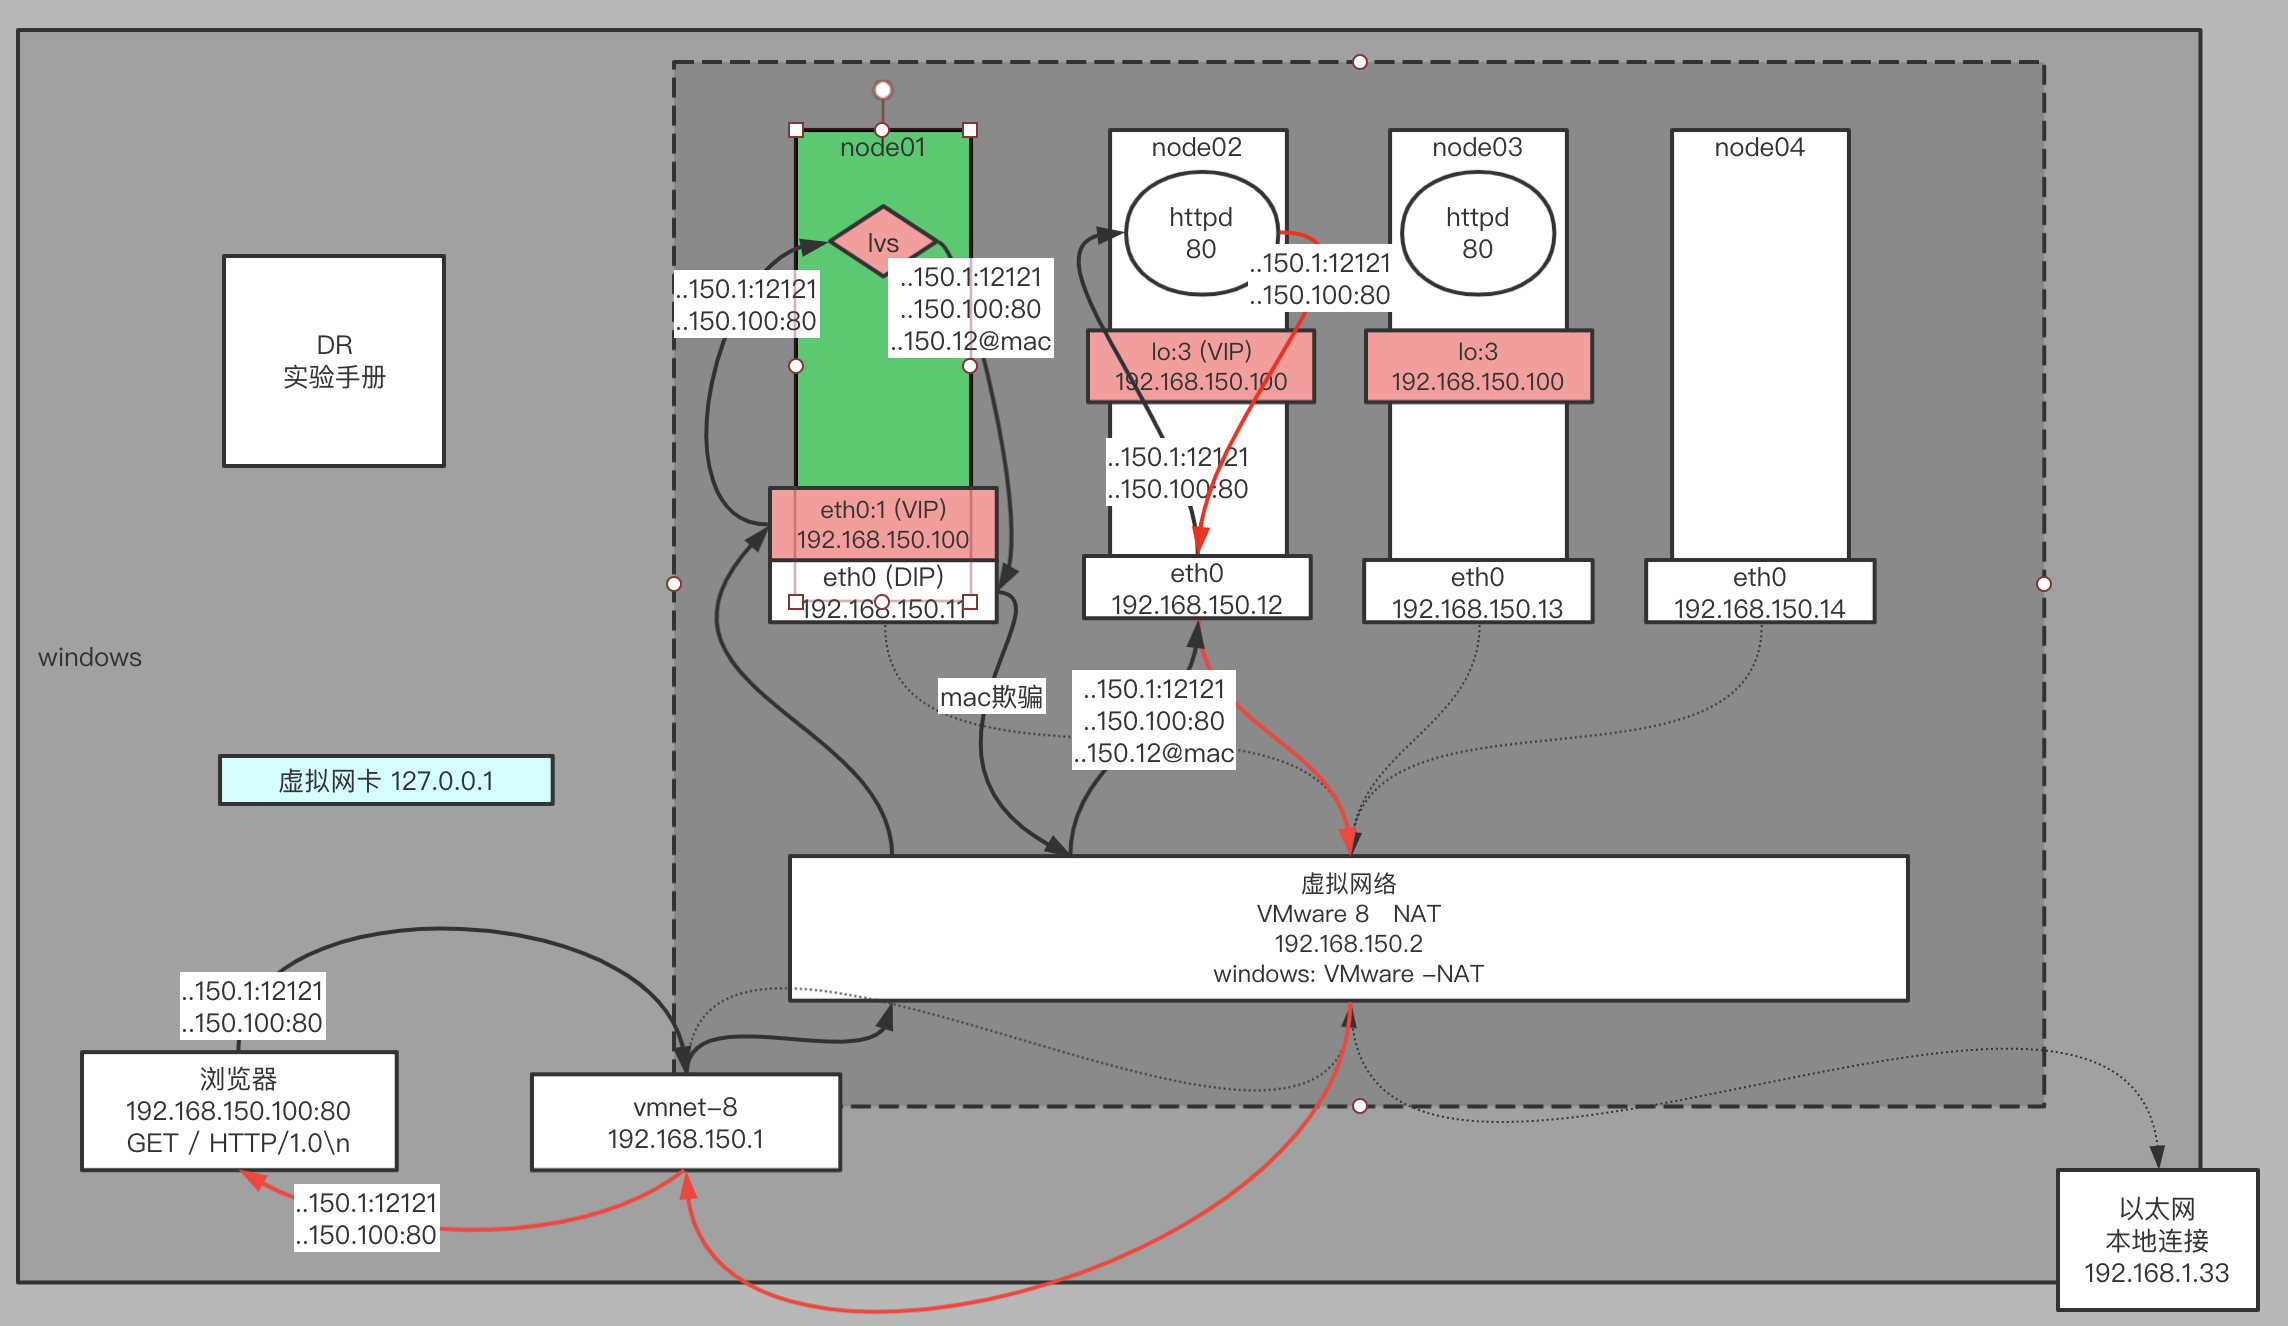 node01
lvs
..150.1:12121
..150.100:80
..150.1:12121
..150.100:80
..150.12@mac
eth0:1 (VIP)
192.168.150.100
eth0 (DIP)
192.168.150.11
node02
httpd
80
..150.1:12121
..150.100:80
lo:3 (VIP)
192.168.150.100
..150.1:12121
..150.100:80
eth0
192.168.150.12
node03
httpd
80
lo:3
192.168.150.100
eth0
192.168.150.13
node04
eth0
192.168.150.14
DR
实验手册
windows
mac欺骗
..150.1:12121
..150.100:80
..150.12@mac
虚拟网卡 127.0.0.1
虚拟网络
VMware 8 NAT
192.168.150.2
windows: VMware -NAT
..150.1:12121
..150.100:80
浏览器
192.168.150.100:80
GET / HTTP/1.0\n
vmnet-8
192.168.150.1
..150.1:12121
..150.100:80
以太网
本地连接
192.168.1.33